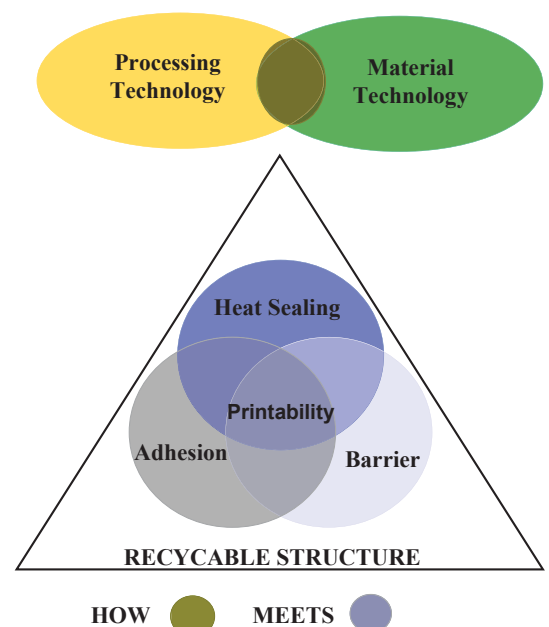 Processing
Technology
Material
Technology
Heat Sealing
Printability
Adhesion
Barrier
RECYCABLE STRUCTURE
HOW MEETS